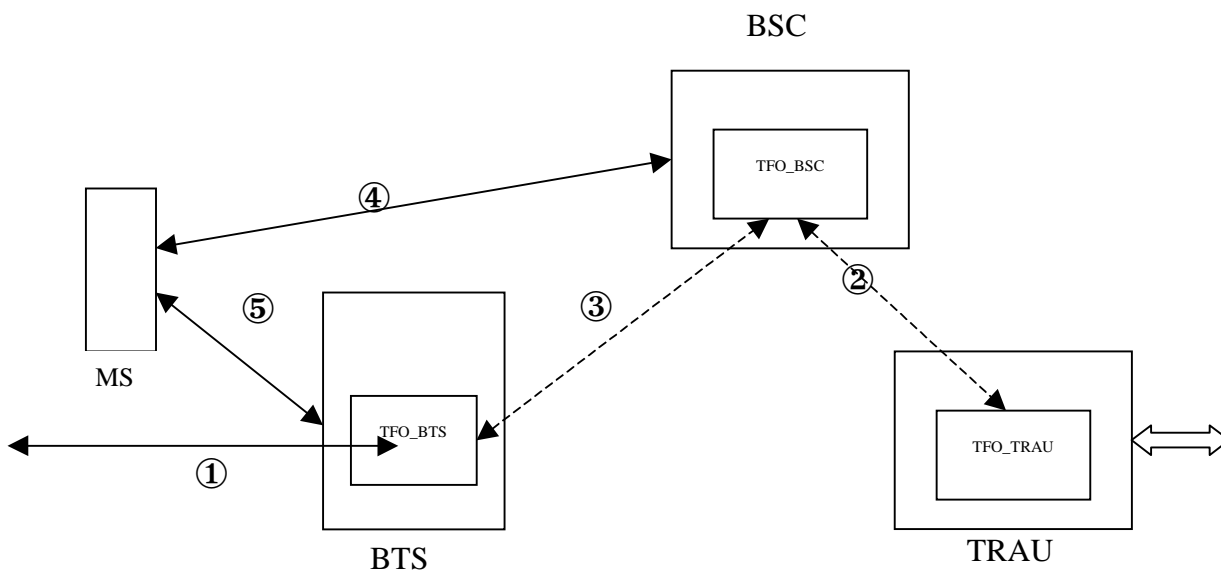 BSC
TFO_BSC
④
②
⑤
③
MS
TFO_BTS
TFO_TRAU
①
BTS
TRAU